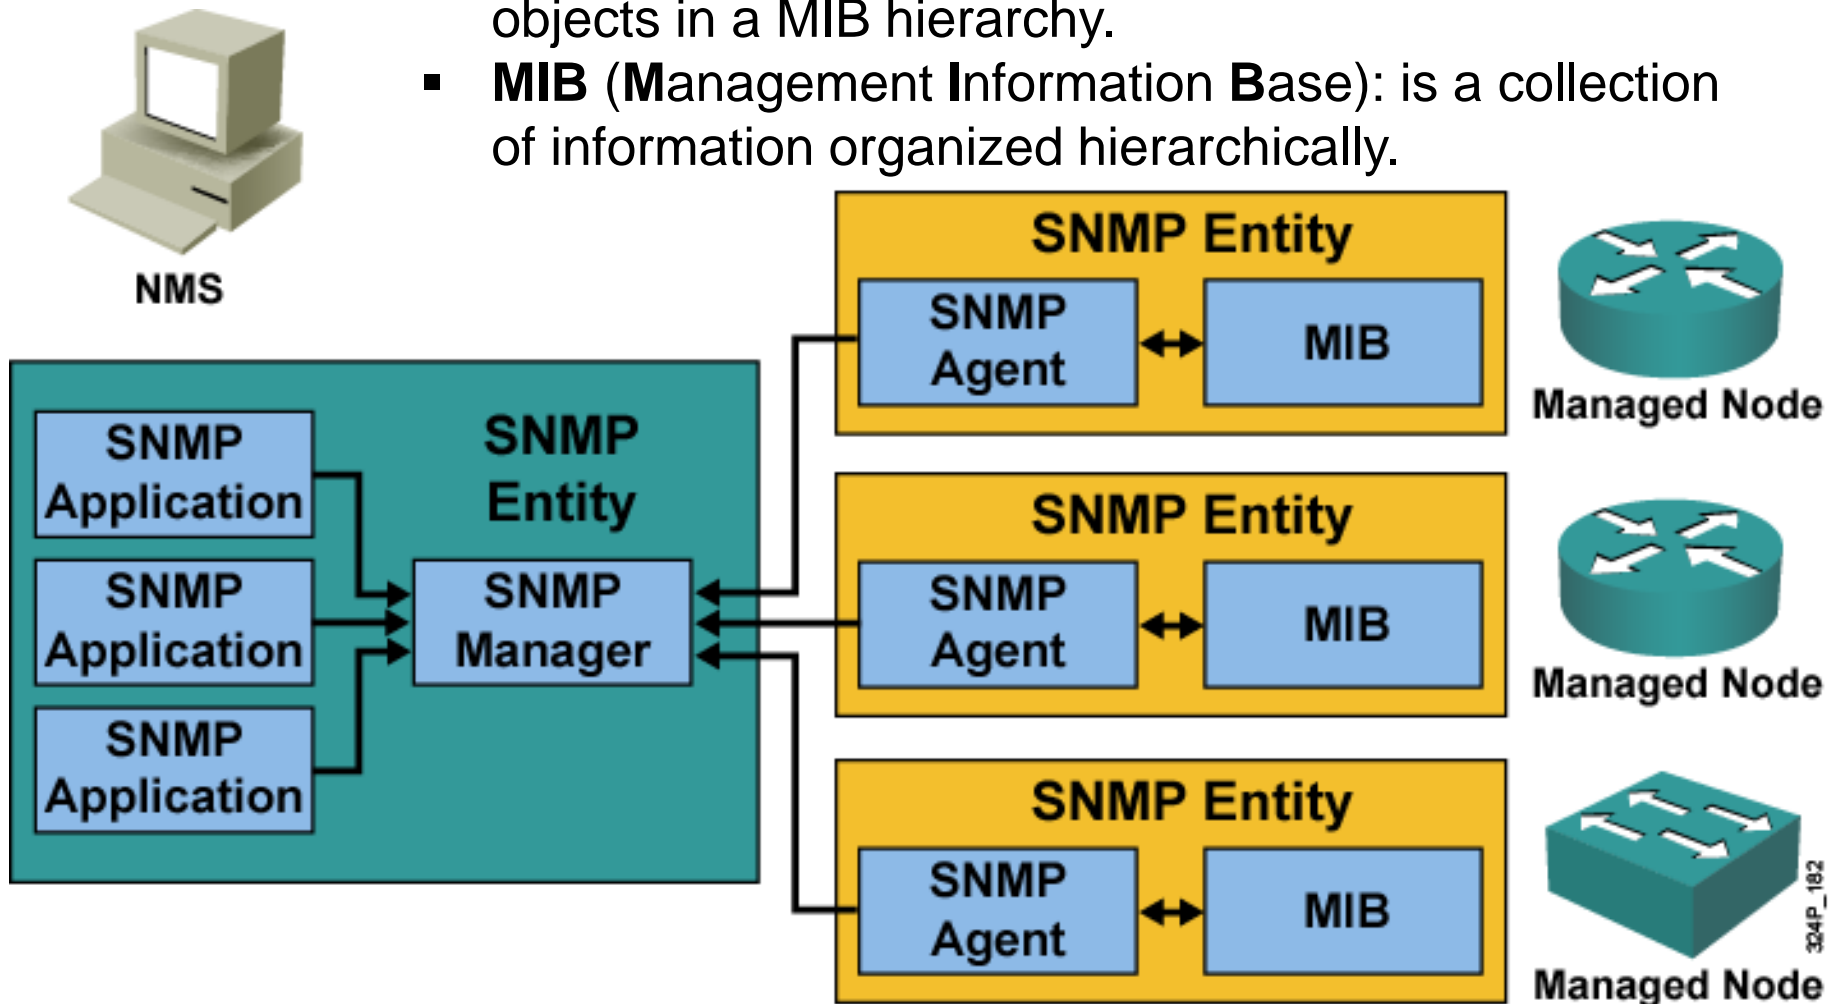 objects in a MIB hierarchy.
▪ MIB (Management Information Base): is a collection
of information organized hierarchically.
NMS
SNMP
Application
SNMP
Application
SNMP
Application
SNMP
Entity
SNMP
Manager
SNMP Entity
SNMP
Agent
MIB
Managed Node
SNMP Entity
SNMP
Agent
MIB
Managed Node
SNMP Entity
SNMP
Agent
MIB
Managed Node
324P_182